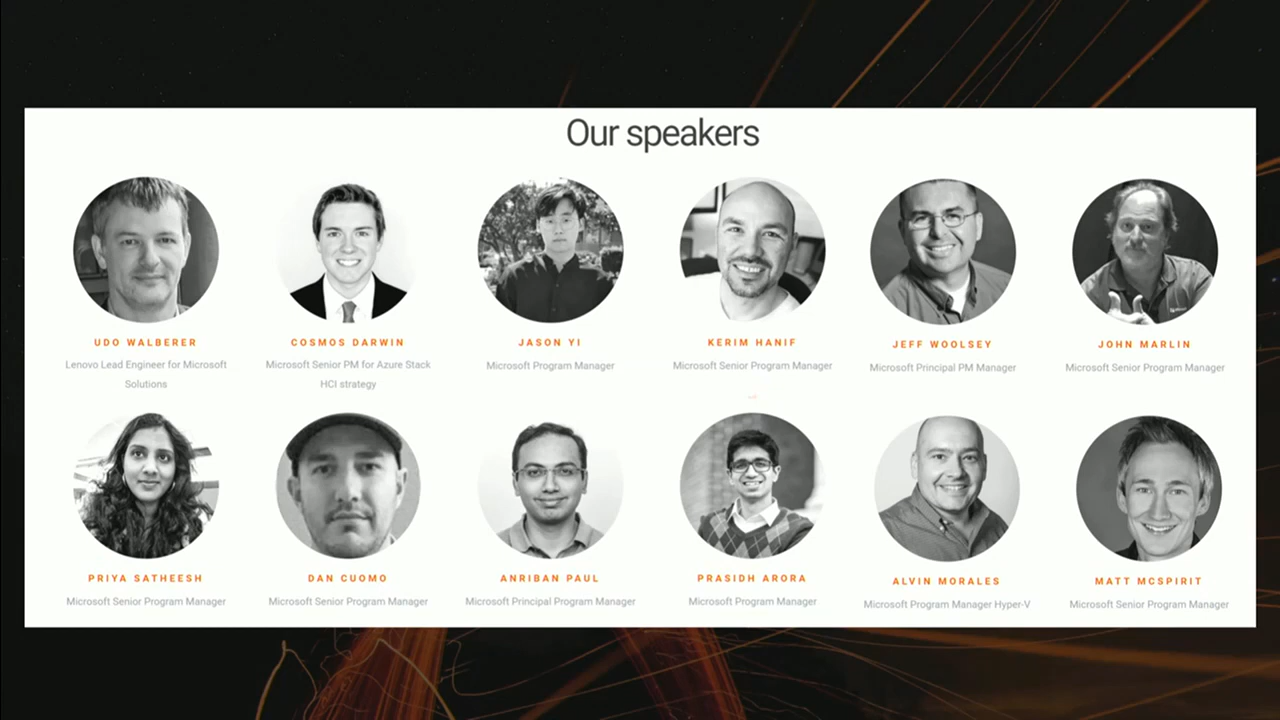 Our speakers
UDO WALBERER
Lenovo Lead Engineer for Microsoft
Solutions
COSMOS DARWIN
Microsoft Senior PM for Azure Stack
HCI strategy
JASON YI
Microsoft Program Manager
KERIM HANIF
Microsoft Senior Program Manager
JEFF WOOLSEY
Microsoft Principal PM Manager
JOHN MARLIN
Microsoft Senior Program Manager
PRIYA SATHEESH
Microsoft Senior Program Manager
DAN CUOMO
Microsoft Senior Program Manager
ANRIBAN PAUL
Microsoft Principal Program Manager
PRASIDH ARORA
Microsoft Program Manager
ALVIN MORALES
Microsoft Program Manager Hyper-V
MATT MCSPIRIT
Microsoft Senior Program Manager